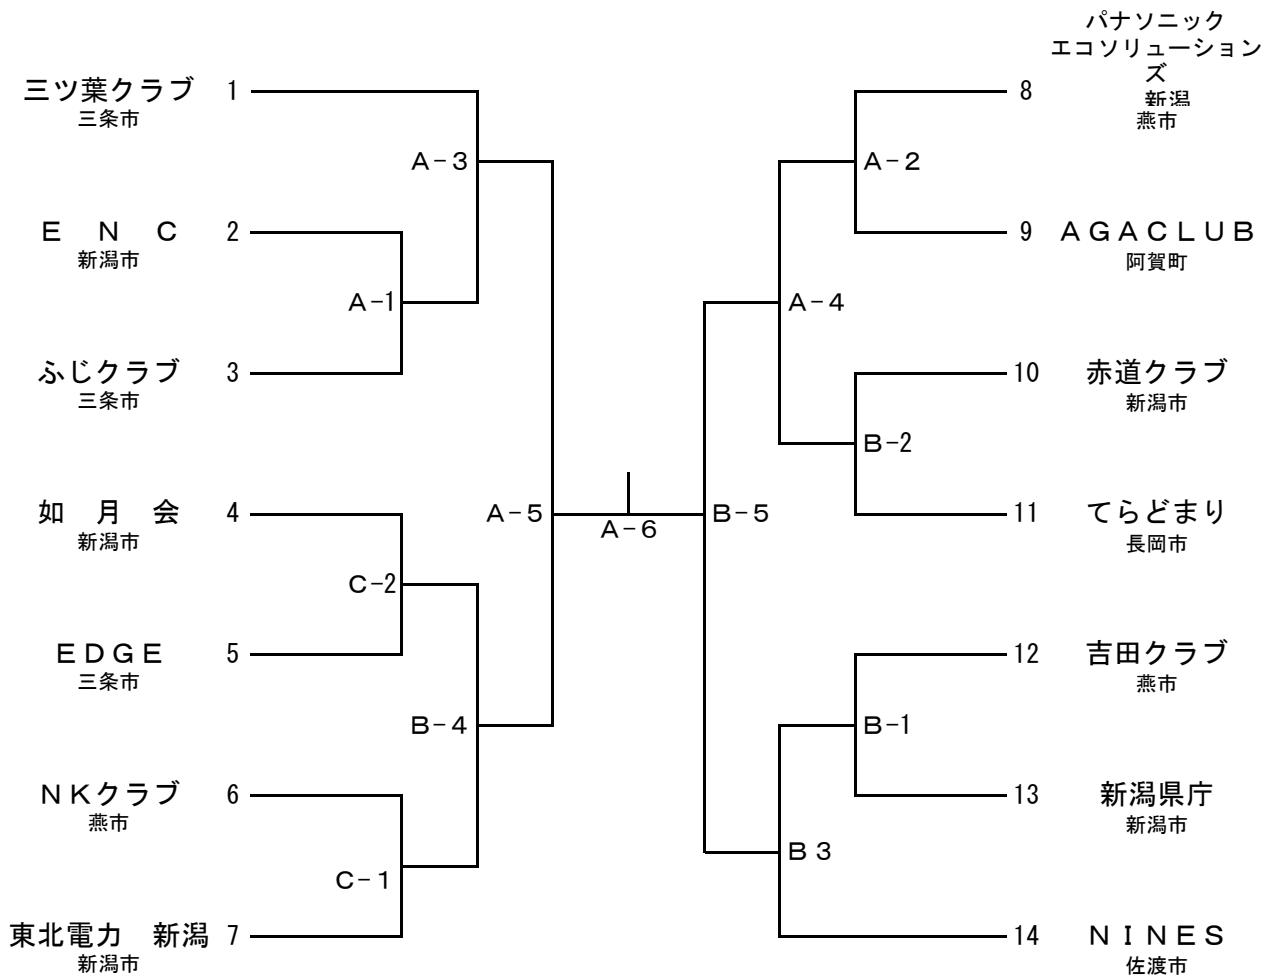 三ツ葉クラブ 1
三条市
A-3
Ｅ　Ｎ　Ｃ 2
新潟市
A-1
ふじクラブ 3
三条市
如　月　会 4
新潟市
A-5
C-2
ＥＤＧＥ 5
三条市
B-4
ＮＫクラブ 6
燕市
C-1
東北電力　新潟 7
新潟市
A-6
パナソニック
エコソリューション
ズ
新潟
8
燕市
A-2
9 ＡＧＡＣＬＵＢ
阿賀町
A-4
10 赤道クラブ
新潟市
B-2
11 てらどまり
長岡市
B-5
12 吉田クラブ
燕市
B-1
13 新潟県庁
新潟市
B 3
14 ＮＩＮＥＳ
佐渡市